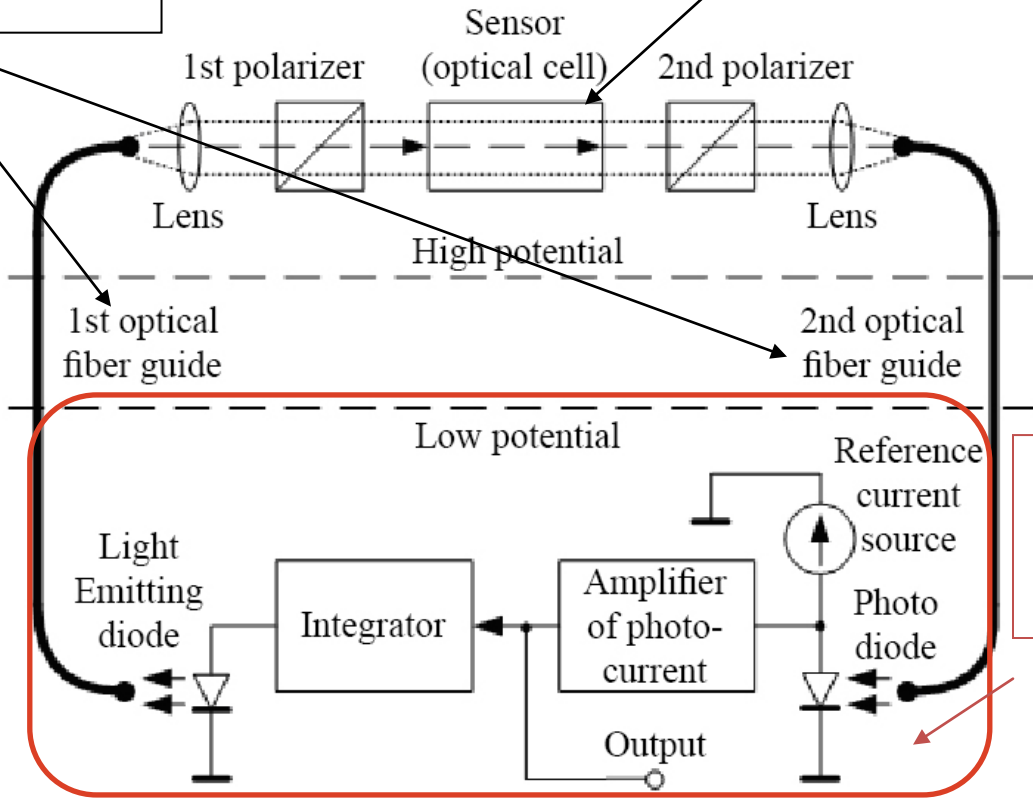 Sensor
(optical cell)
1st polarizer
2nd polarizer
Lens
Lens
High potential
1st optical
fiber guide
2nd optical
fiber guide
Low potential
Reference
current
source
Light
Emitting
diode
Integrator
Amplifier
of photo-
current
Photo
diode
Output